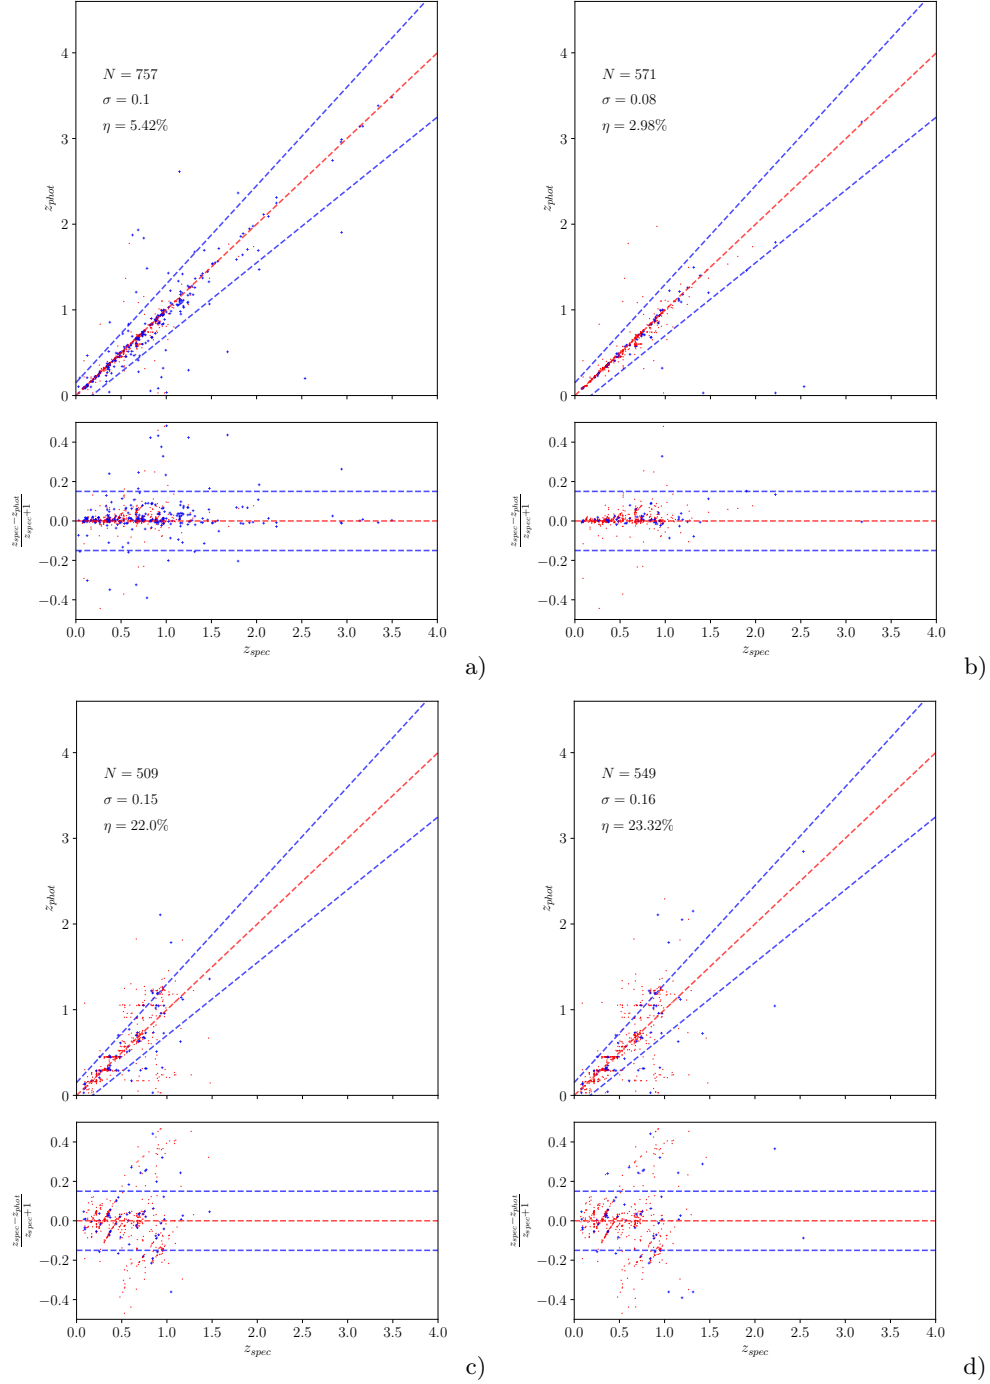 4
N = 757
σ = 0.1
η = 5.42%
3
z_phot
2
1
0
0.4
0.2
0.0
−0.2
−0.4
z_spec−z_phot
z_spec+1
0.0 0.5 1.0 1.5 2.0 2.5 3.0 3.5 4.0
z_spec
a)
4
N = 571
σ = 0.08
η = 2.98%
3
z_phot
2
1
0
0.4
0.2
0.0
−0.2
−0.4
z_spec−z_phot
z_spec+1
0.0 0.5 1.0 1.5 2.0 2.5 3.0 3.5 4.0
z_spec
b)
4
N = 509
σ = 0.15
η = 22.0%
3
z_phot
2
1
0
0.4
0.2
0.0
−0.2
−0.4
z_spec−z_phot
z_spec+1
0.0 0.5 1.0 1.5 2.0 2.5 3.0 3.5 4.0
z_spec
c)
4
N = 549
σ = 0.16
η = 23.32%
3
z_phot
2
1
0
0.4
0.2
0.0
−0.2
−0.4
z_spec−z_phot
z_spec+1
0.0 0.5 1.0 1.5 2.0 2.5 3.0 3.5 4.0
z_spec
d)